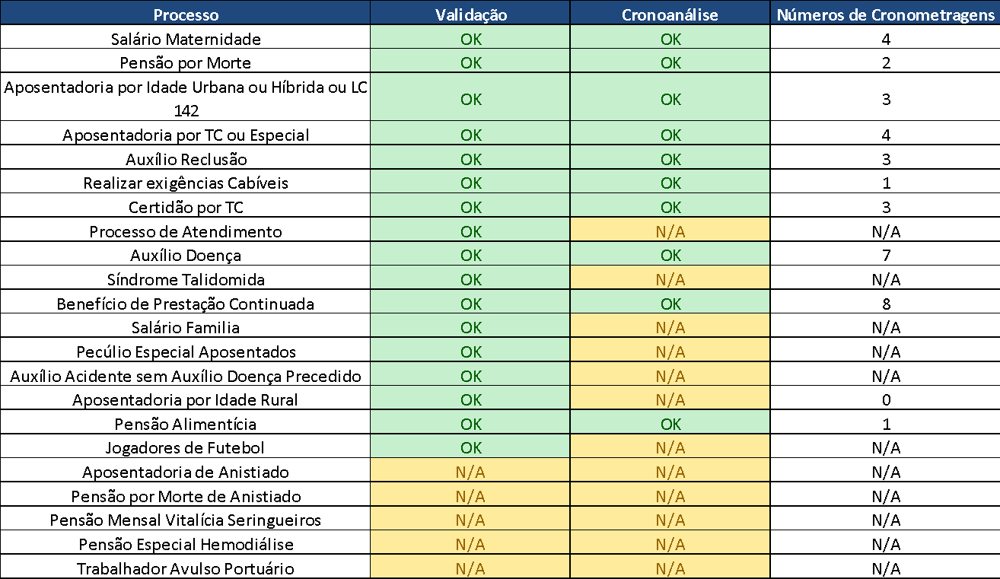 Processo Validação Cronoanálise Números de Cronometragens
Salário Maternidade OK OK 4
Pensão por Morte OK OK 2
Aposentadoria por Idade Urbana ou Híbrida ou LC
142 OK OK 3
Aposentadoria por TC ou Especial OK OK 4
Auxílio Reclusão OK OK 3
Realizar exigências Cabíveis OK OK 1
Certidão por TC OK OK 3
Processo de Atendimento OK N/A N/A
Auxílio Doença OK OK 7
Síndrome Talidomida OK N/A N/A
Benefício de Prestação Continuada OK OK 8
Salário Familia OK N/A N/A
Pecúlio Especial Aposentados OK N/A N/A
Auxílio Acidente sem Auxílio Doença Precedido OK N/A N/A
Aposentadoria por Idade Rural OK N/A 0
Pensão Alimentícia OK OK 1
Jogadores de Futebol OK N/A N/A
Aposentadoria de Anistiado N/A N/A N/A
Pensão por Morte de Anistiado N/A N/A N/A
Pensão Mensal Vitalícia Seringueiros N/A N/A N/A
Pensão Especial Hemodiálise N/A N/A N/A
Trabalhador Avulso Portuário N/A N/A N/A